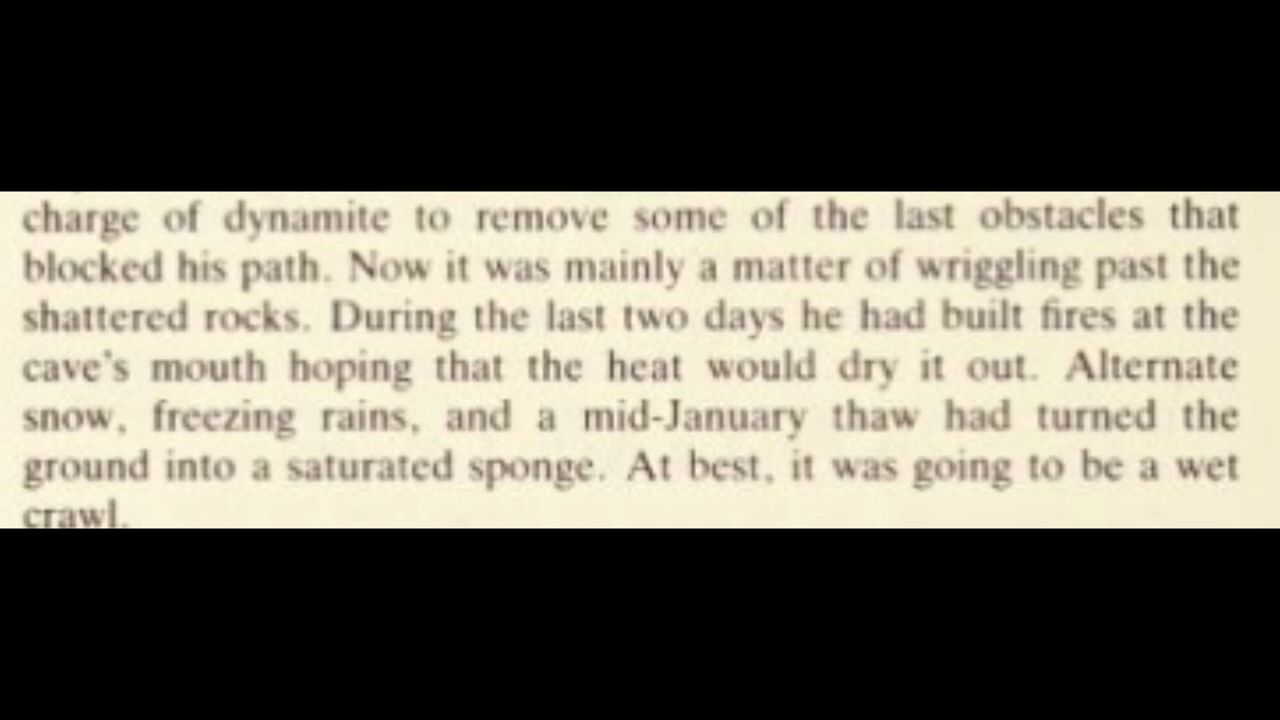 charge of dynamite to remove some of the last obstacles that
blocked his path. Now it was mainly a matter of wriggling past the
shattered rocks. During the last two days he had built fires at the
cave's mouth hoping that the heat would dry it out. Alternate
snow, freezing rains, and a mid-January thaw had turned the
ground into a saturated sponge. At best, it was going to be a wet
crawl.